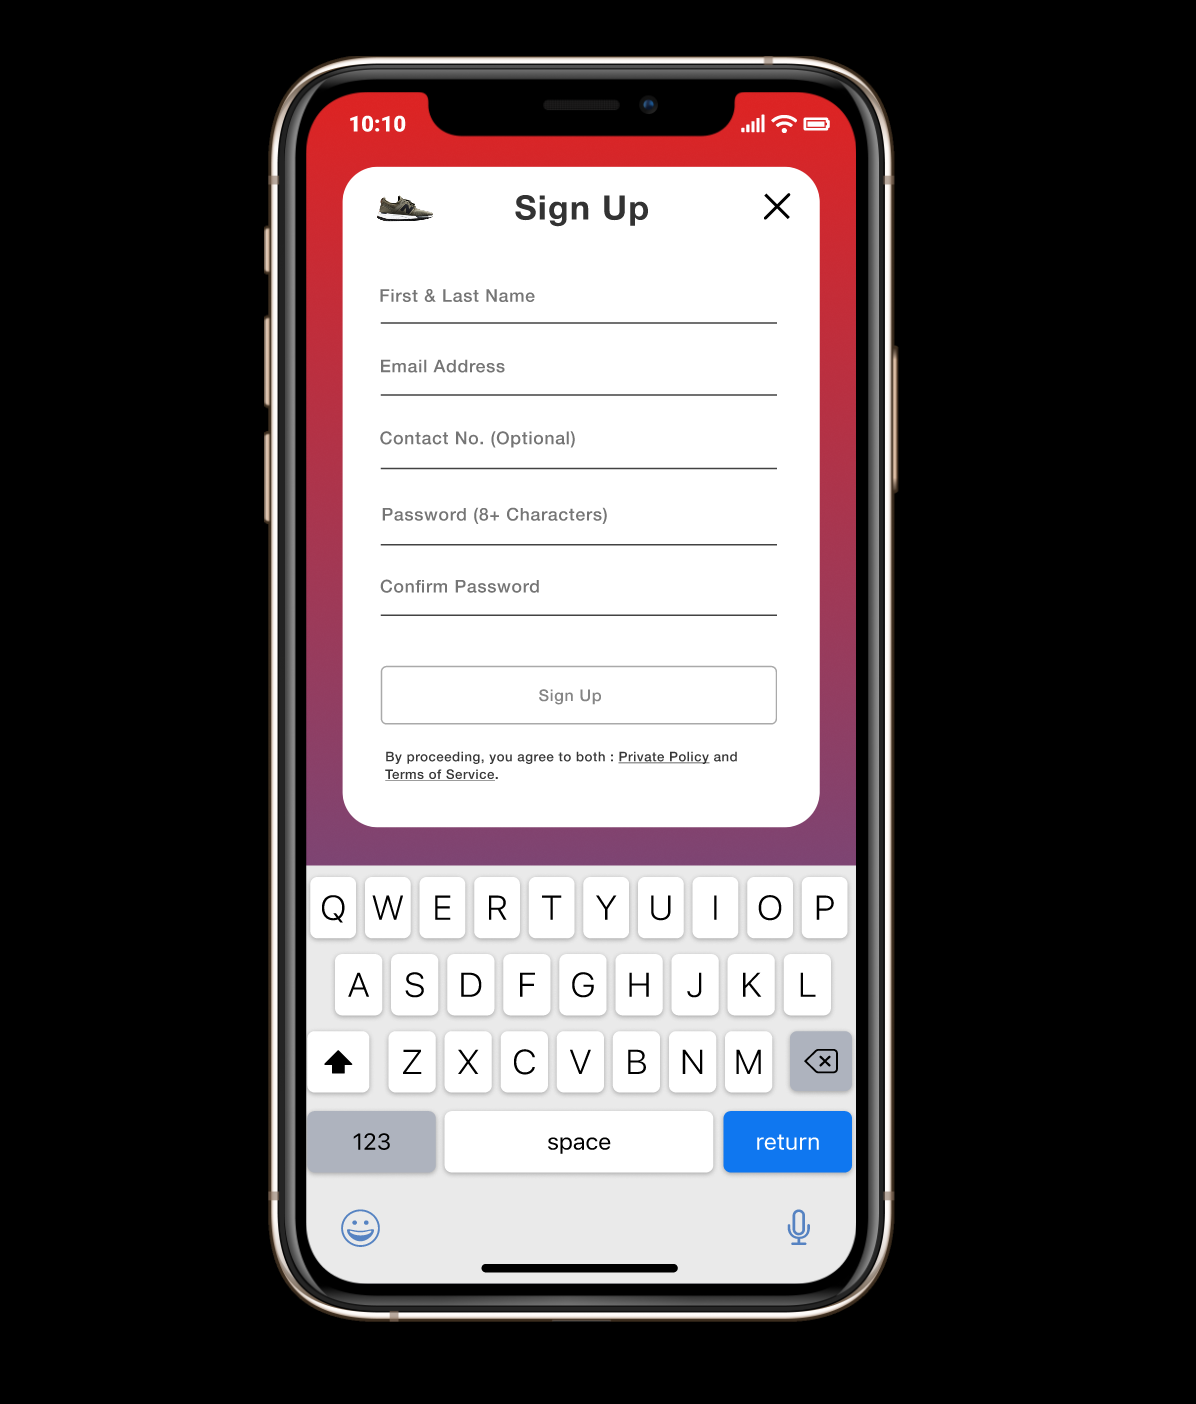 10:10
Sign Up
First & Last Name
Email Address
Contact No. (Optional)
Password (8+ Characters)
Confirm Password
Sign Up
By proceeding, you agree to both : Private Policy and
Terms of Service.
Q W E R T Y U I O P
A S D F G H J K L
Z X C V B N M
123 space return